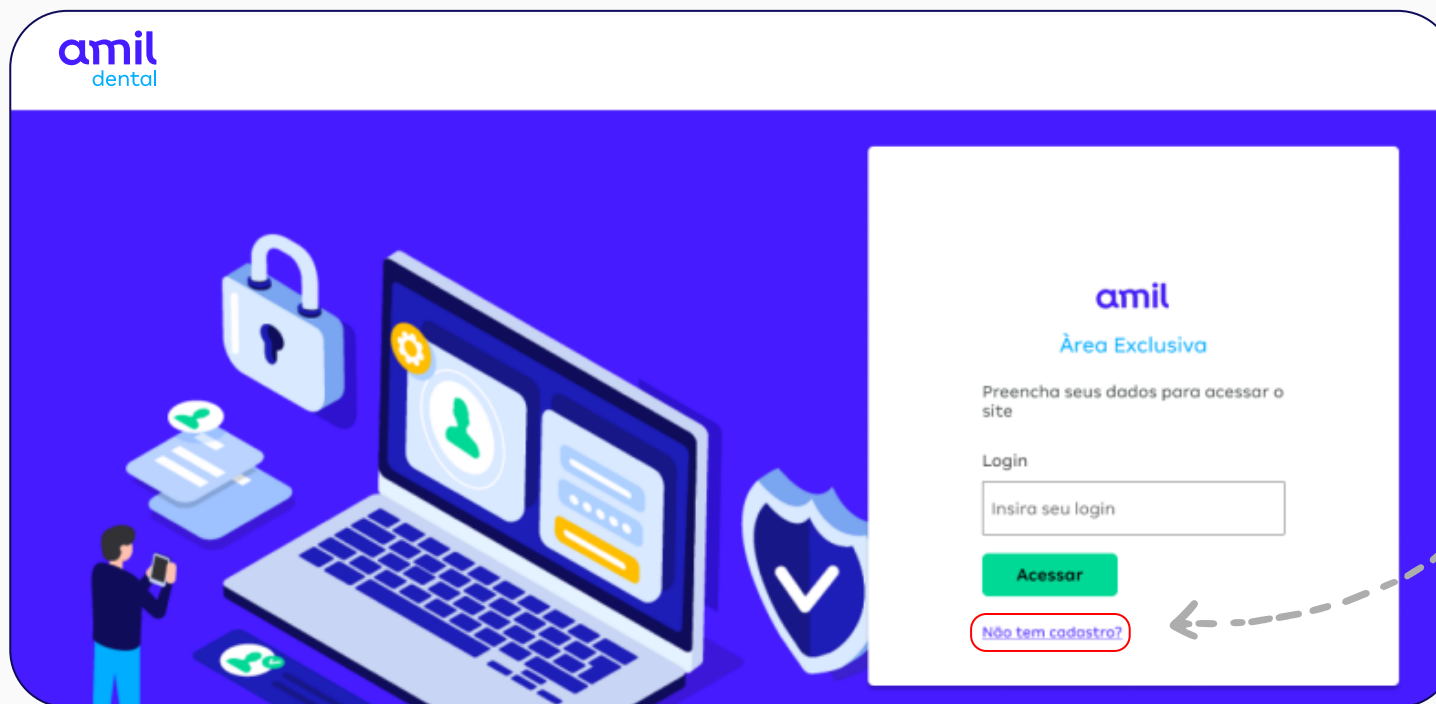 amil
dental
amil
Àrea Exclusiva
Preencha seus dados para acessar o
site
Login
Insira seu login
Acessar
Não tem cadastro?